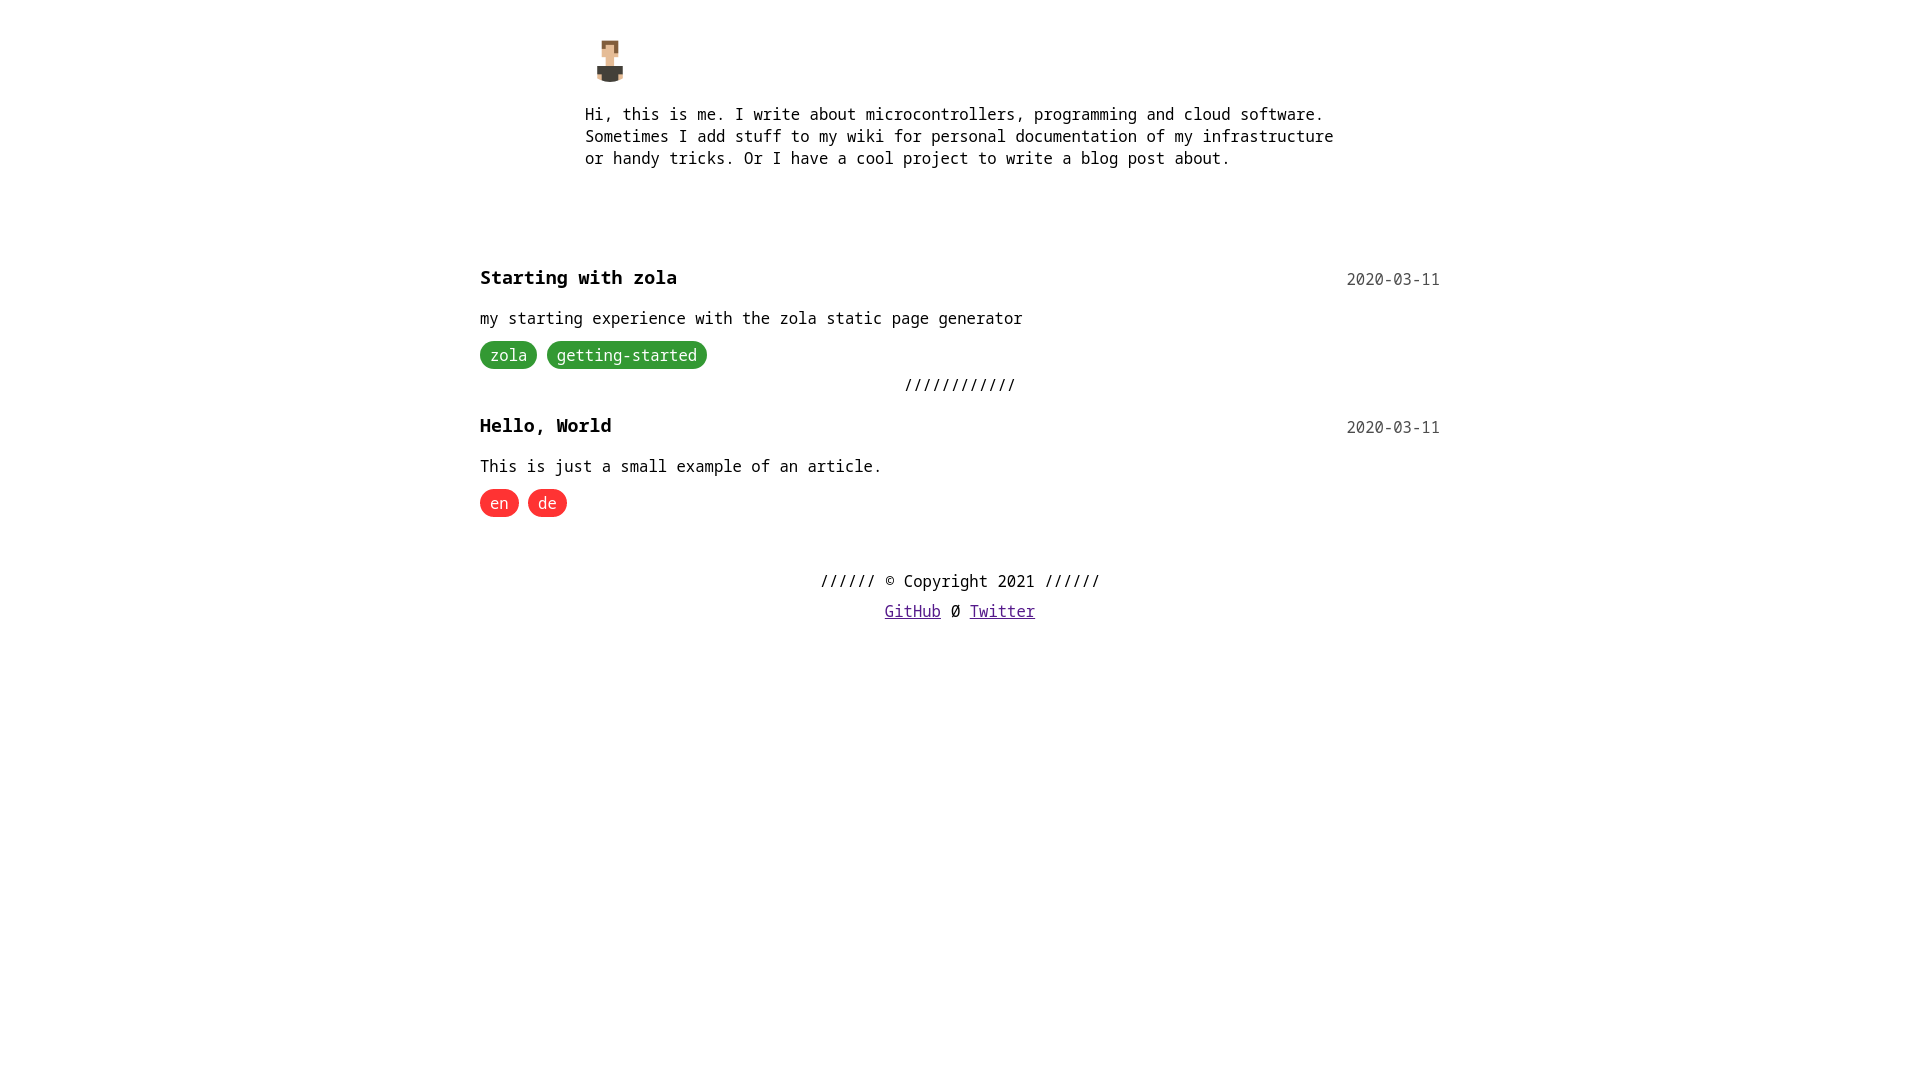 Hi, this is me. I write about microcontrollers, programming and cloud software.
Sometimes I add stuff to my wiki for personal documentation of my infrastructure
or handy tricks. Or I have a cool project to write a blog post about.
Starting with zola 2020-03-11
my starting experience with the zola static page generator
zola getting-started
////////////
Hello, World 2020-03-11
This is just a small example of an article.
en de
////// © Copyright 2021 //////
GitHub Ø Twitter